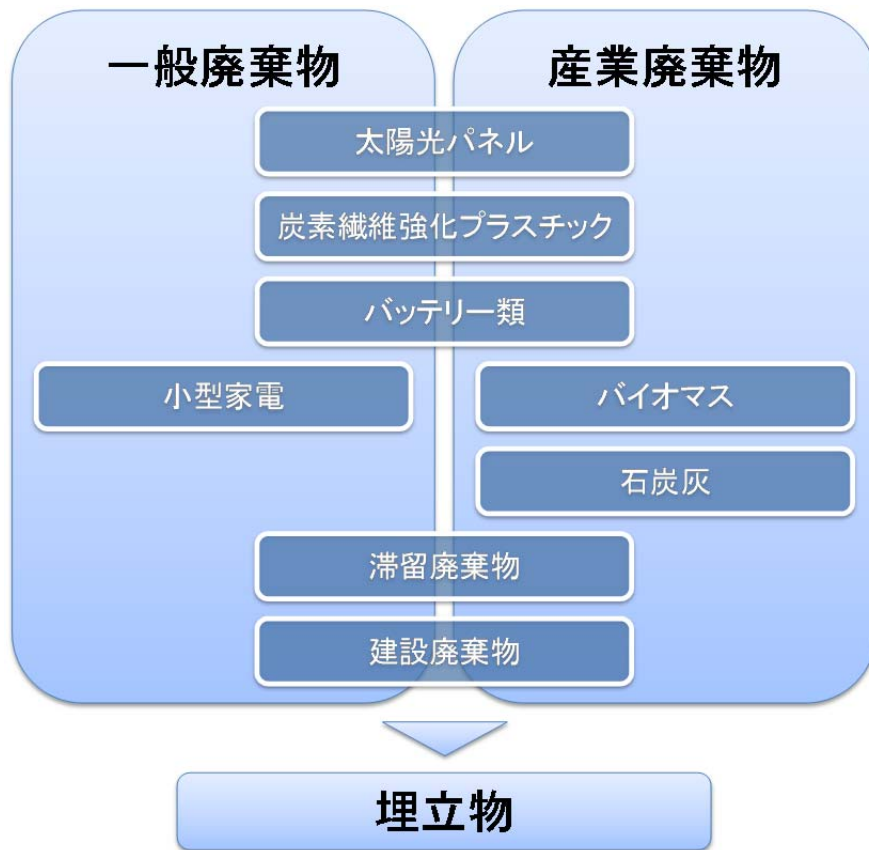 一般廃棄物
産業廃棄物
太陽光パネル
炭素繊維強化プラスチック
バッテリー類
小型家電
バイオマス
石炭灰
滞留廃棄物
建設廃棄物
埋立物